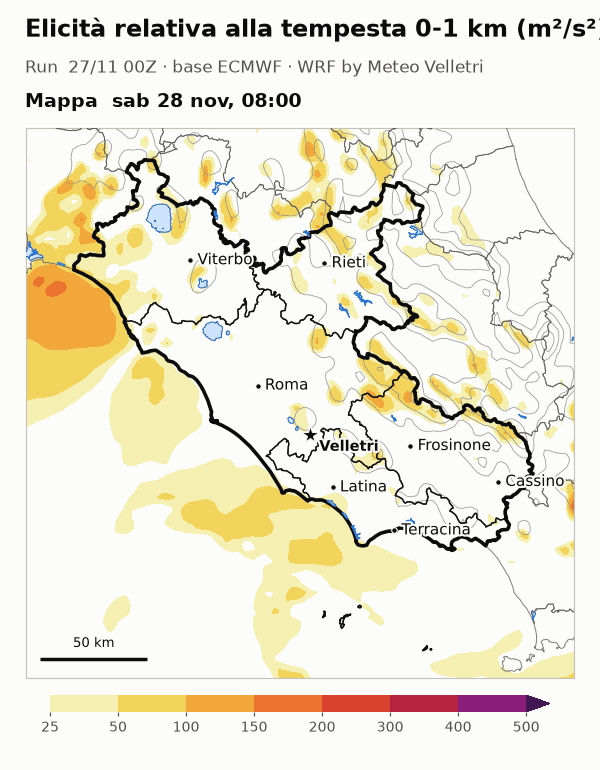 Elicità relativa alla tempesta 0-1 km (m²/s²)
Run  27/11 00Z · base ECMWF · WRF by Meteo Velletri
Mappa  sab 28 nov, 08:00
Viterbo
Rieti
Roma
Velletri
Frosinone
Cassino
Latina
Terracina
50 km
25 50 100 150 200 300 400 500